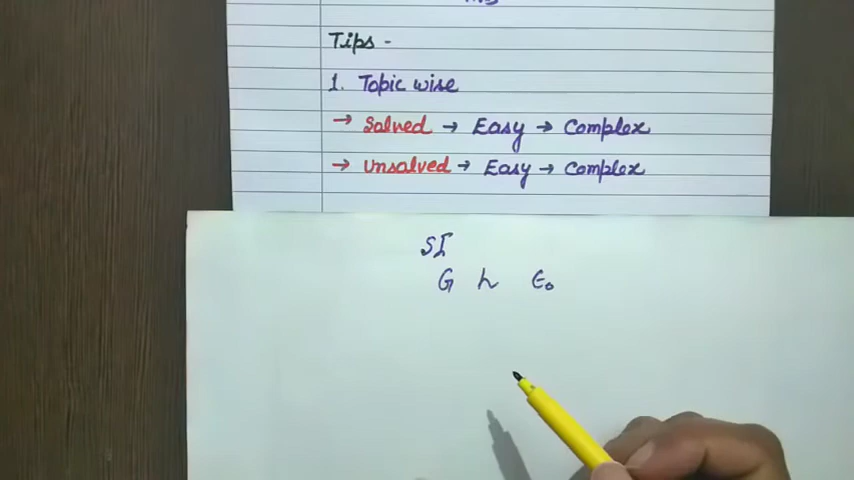 Tips -
1. Topic wise
→ Solved → Easy → Complex
→ Unsolved → Easy → Complex
SI
G h ϵ₀